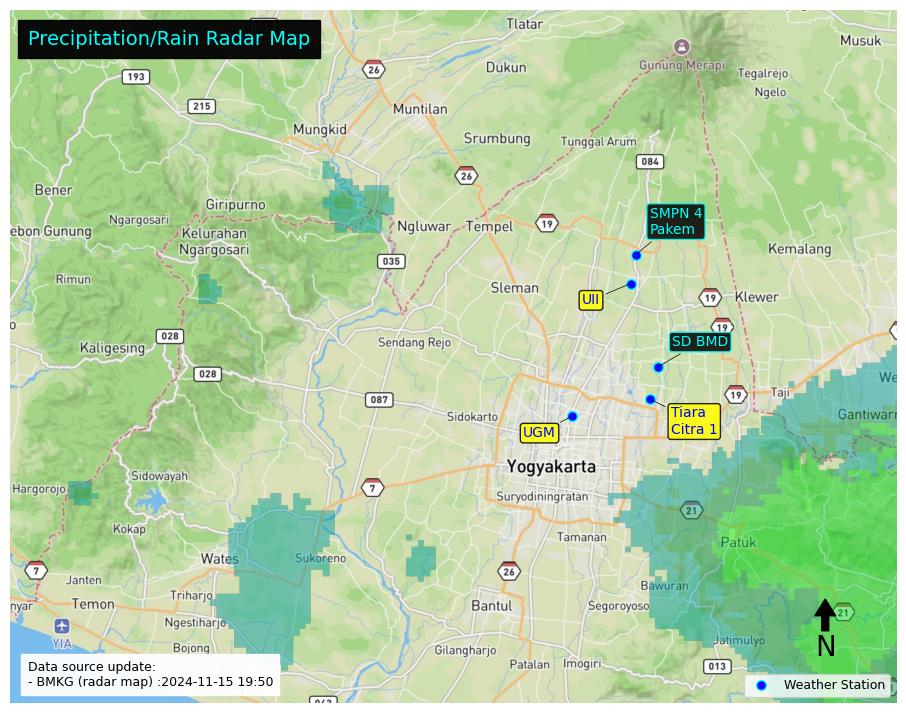 Precipitation/Rain Radar Map
Tlatar
Musuk
Gunung Merapi
26
193
Dukun
Tegalrejo
Ngelo
215
Muntilan
Mungkid
Srumbung
Tunggal Arum
084
26
Bener
Giripurno
Ngargosari
SMPN 4
Pakem
ebon Gunung
Kelurahan
Ngargosari
Ngluwar
Tempel
19
Kemalang
035
Rimun
Sleman
UII
19
Klewer
19
028
Kaligesing
Sendang Rejo
SD BMD
028
We
087
19
Taji
Sidokarto
Tiara
Citra 1
Gantiwarn
UGM
Yogyakarta
Sidowayah
Hargorojo
7
Suryodiningratan
21
Kokap
Tamanan
Patuk
Wates
Sukoreno
7
26
Janten
Bawuran
nyar
Temon
Triharjo
Bantul
Segoroyoso
21
YIA
Ngestiharjo
Bojong
Gilangharjo
Jatimulyo
N
Patalan
Imogiri
013
Data source update:
- BMKG (radar map) :2024-11-15 19:50
Weather Station